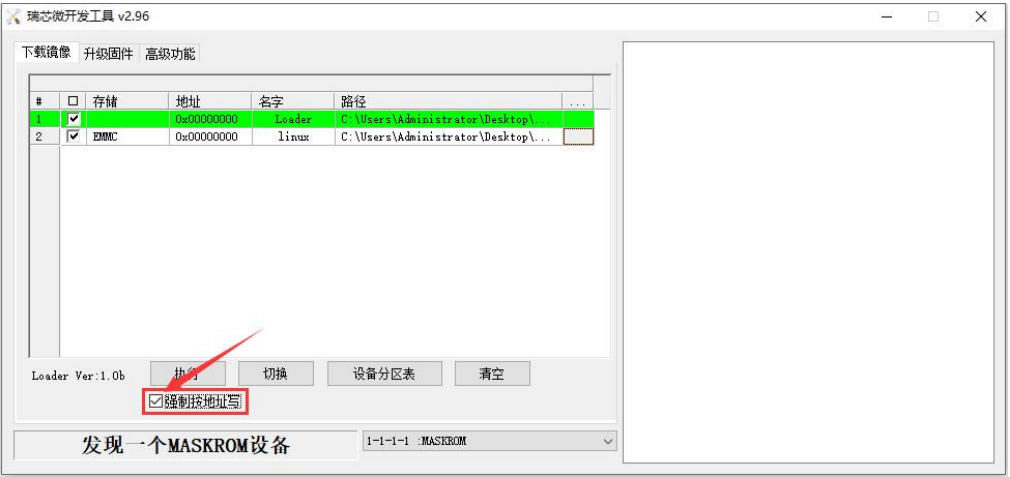 瑞芯微开发工具 v2.96
下载镜像 升级固件 高级功能
# 存储 地址 名字 路径 ...
1 0x00000000 Loader C:\Users\Administrator\Desktop\...
2 EMMC 0x00000000 linux C:\Users\Administrator\Desktop\...
Loader Ver:1.0b 执行 切换 设备分区表 清空
强制按地址写
发现一个MASKROM设备 1-1-1-1 :MASKROM